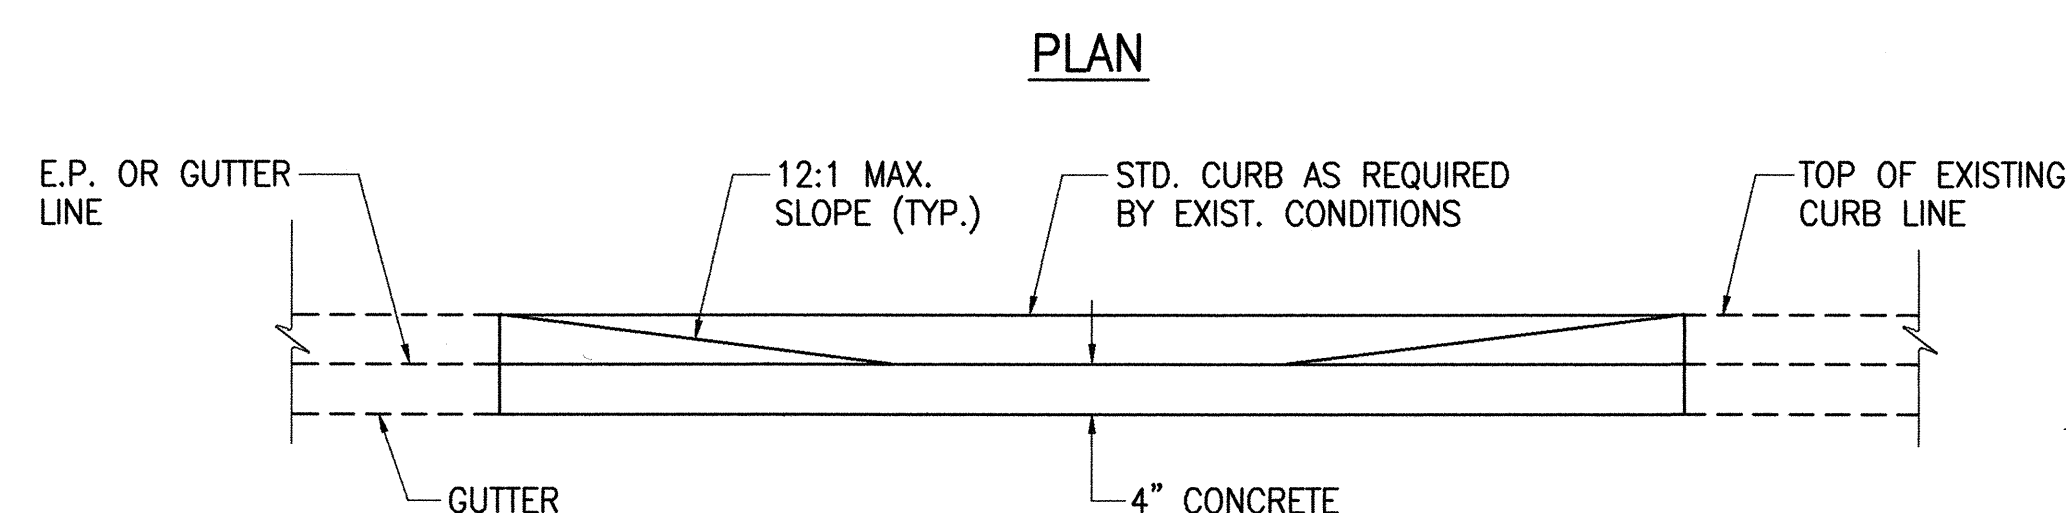 PLAN
E.P. OR GUTTER
LINE
12:1 MAX.
SLOPE (TYP.)
STD. CURB AS REQUIRED
BY EXIST. CONDITIONS
TOP OF EXISTING
CURB LINE
GUTTER
4" CONCRETE